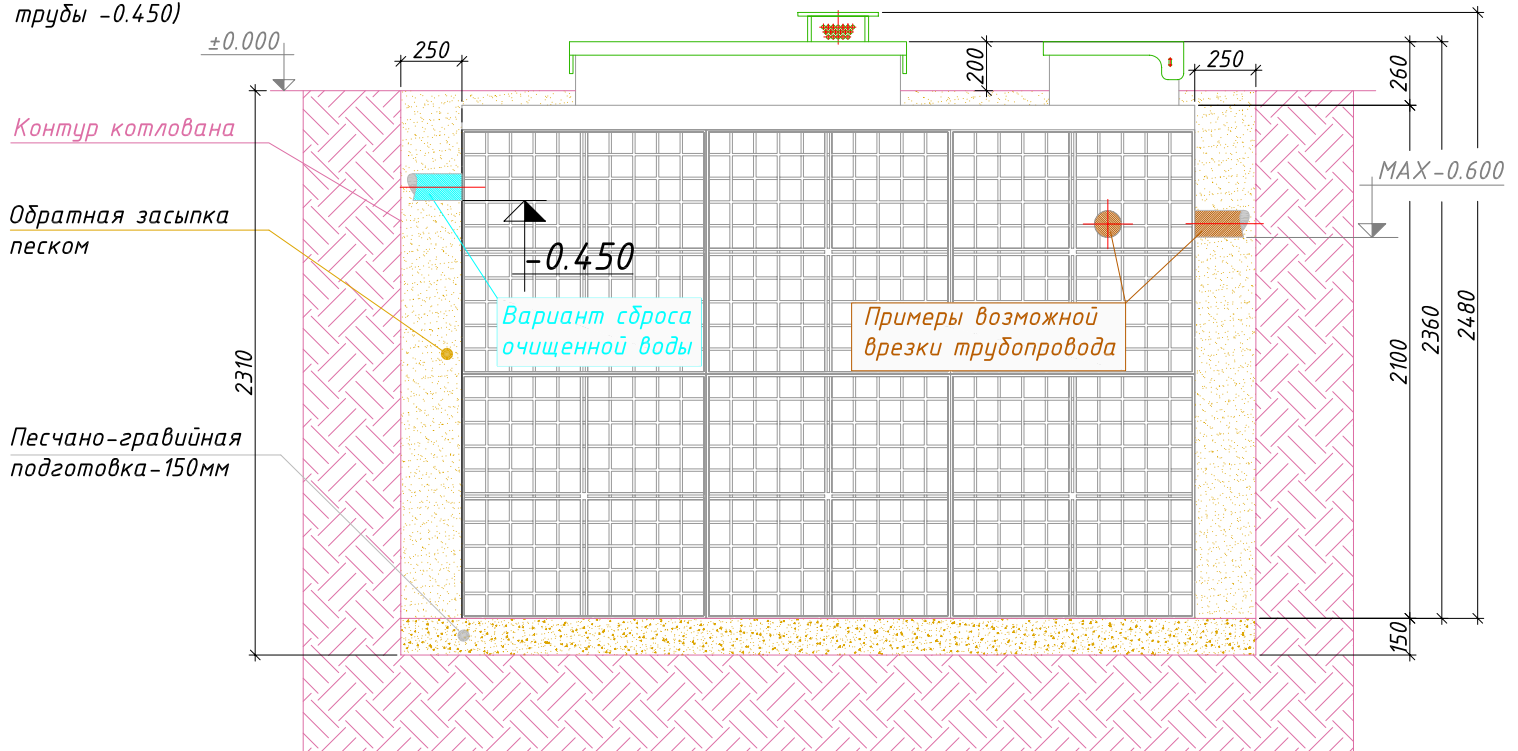 трубы -0.450)
±0.000
250
200
250
260
Контур котлована
MAX-0.600
Обратная засыпка
песком
-0.450
Вариант сброса
очищенной воды
Примеры возможной
врезки трубопровода
2310
2100
2360
2480
Песчано-гравийная
подготовка-150мм
150